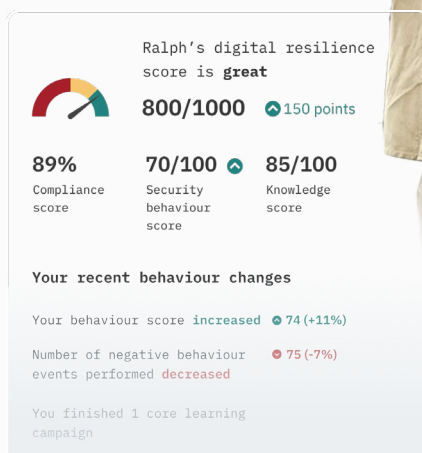 Ralph's digital resilience
score is great
800/1000 150 points
89% 70/100 85/100
Compliance Security Knowledge
score behaviour score
score
Your recent behaviour changes
Your behaviour score increased 74 (+11%)
Number of negative behaviour 75 (-7%)
events performed decreased
You finished 1 core learning
campaign